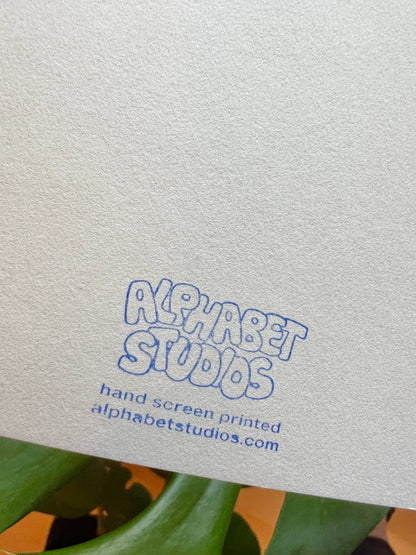 ALPHABET
STUDIOS
hand screen printed
alphabetstudios.com